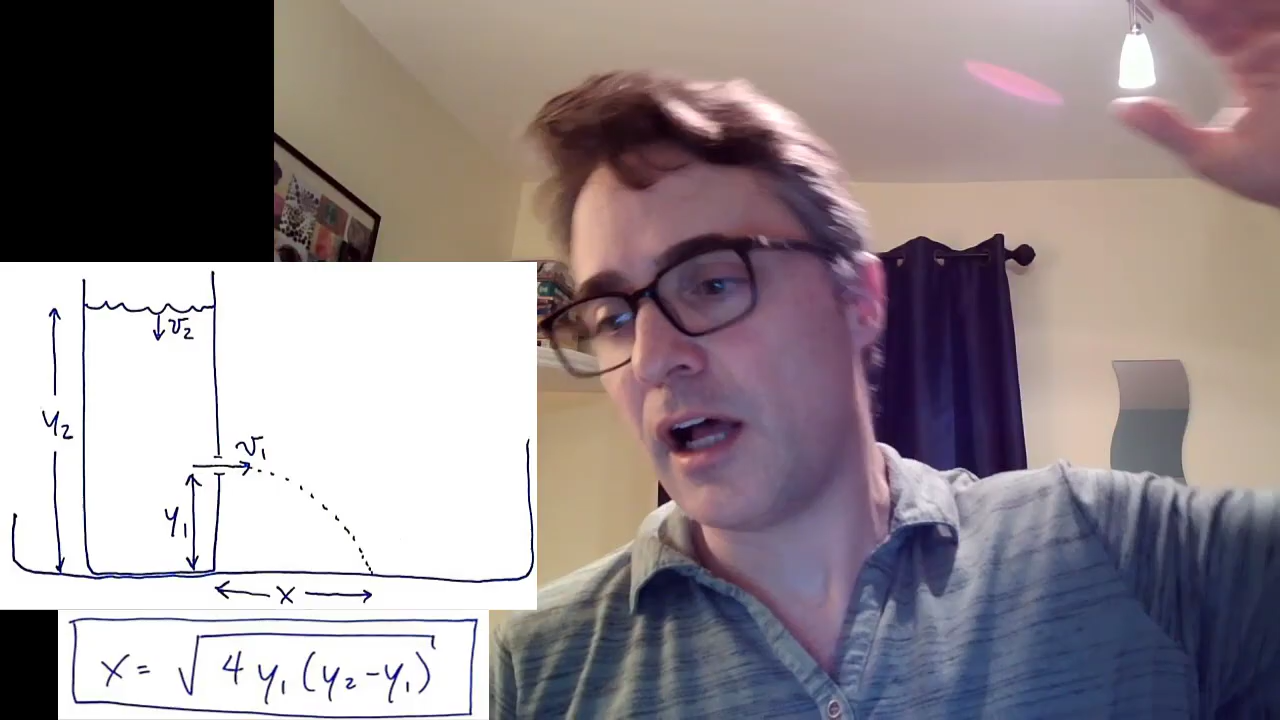 v₂
y₂
v₁
y₁
x
x = √4y₁(y₂-y₁)